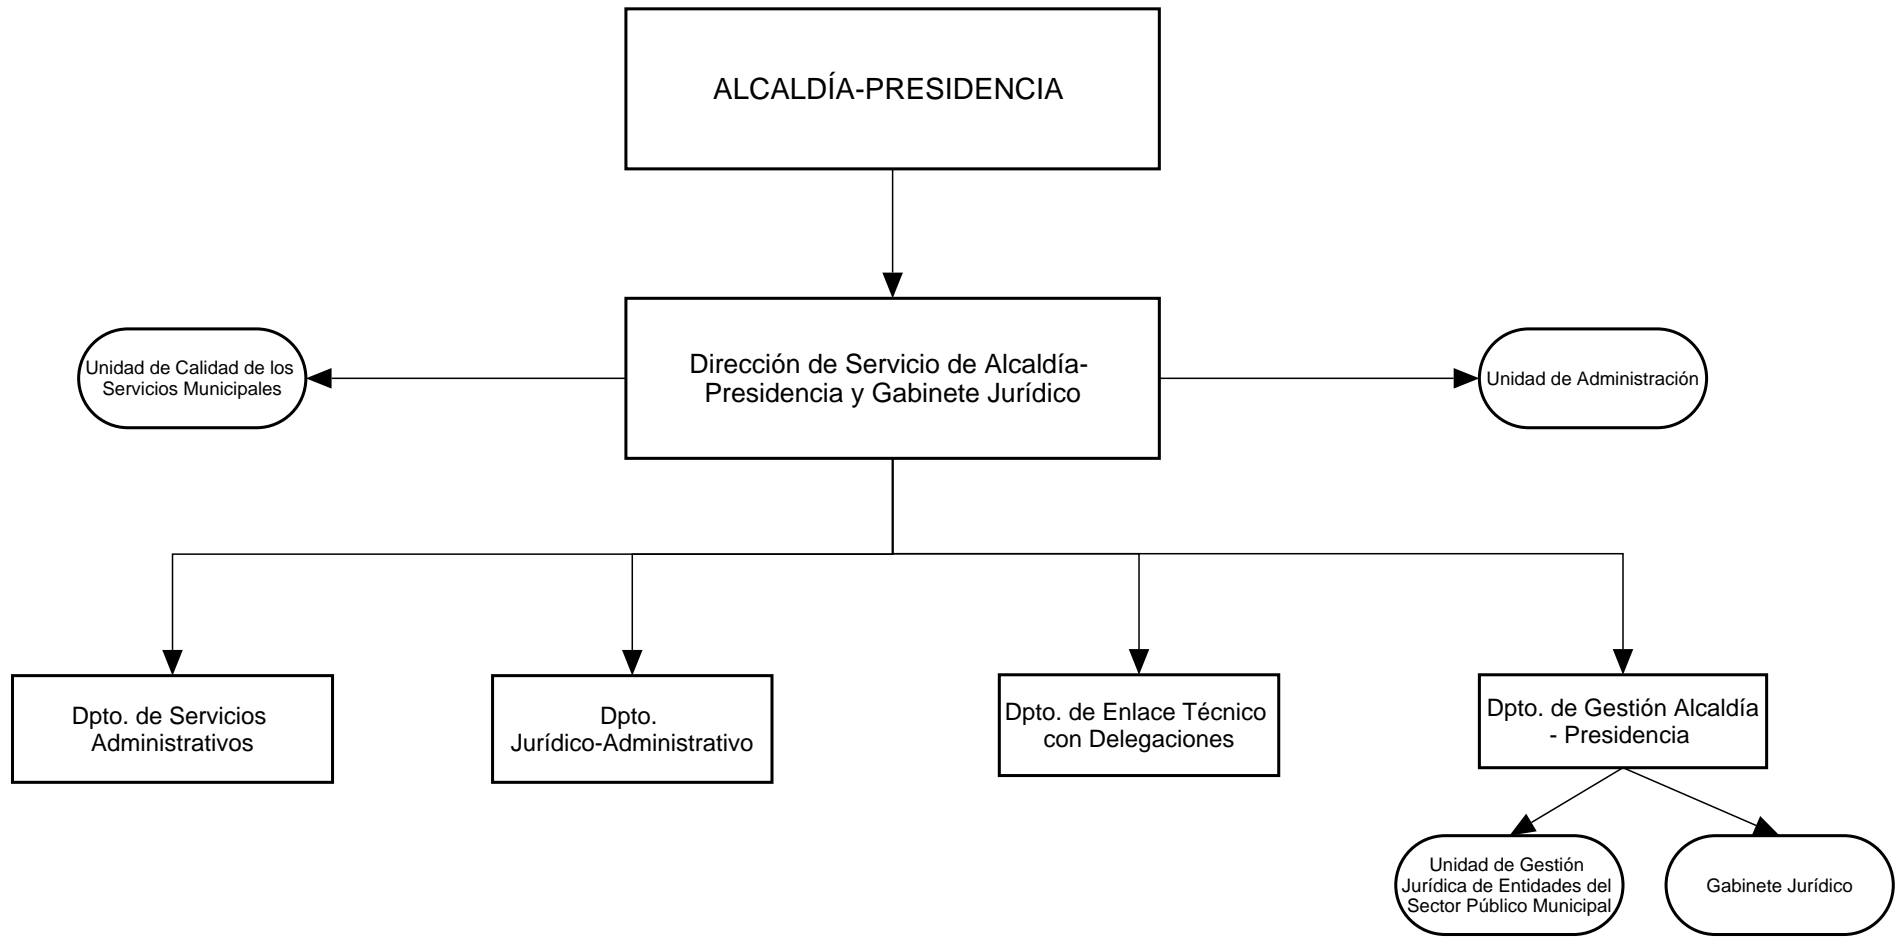 ALCALDÍA-PRESIDENCIA
Unidad de Calidad de los
Servicios Municipales
Dirección de Servicio de Alcaldía-
Presidencia y Gabinete Jurídico
Unidad de Administración
Dpto. de Servicios
Administrativos
Dpto.
Jurídico-Administrativo
Dpto. de Enlace Técnico
con Delegaciones
Dpto. de Gestión Alcaldía
- Presidencia
Unidad de Gestión
Jurídica de Entidades del
Sector Público Municipal
Gabinete Jurídico